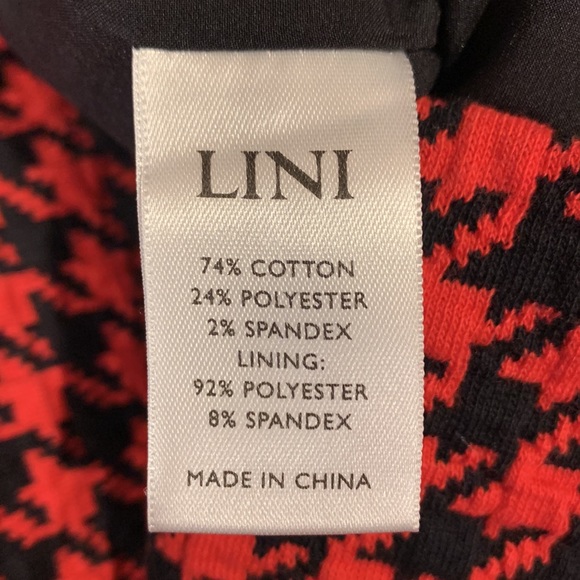 LINI
74% COTTON
24% POLYESTER
2% SPANDEX
LINING:
92% POLYESTER
8% SPANDEX
MADE IN CHINA